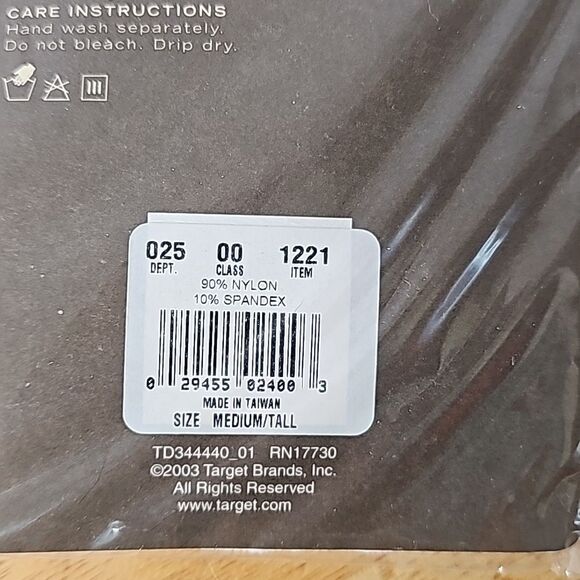 CARE INSTRUCTIONS
Hand wash separately.
Do not bleach. Drip dry.
025 00 1221
DEPT. CLASS ITEM
90% NYLON
10% SPANDEX
0 29455 02400 3
MADE IN TAIWAN
SIZE MEDIUM/TALL
TD344440_01 RN17730
©2003 Target Brands, Inc.
All Rights Reserved
www.target.com